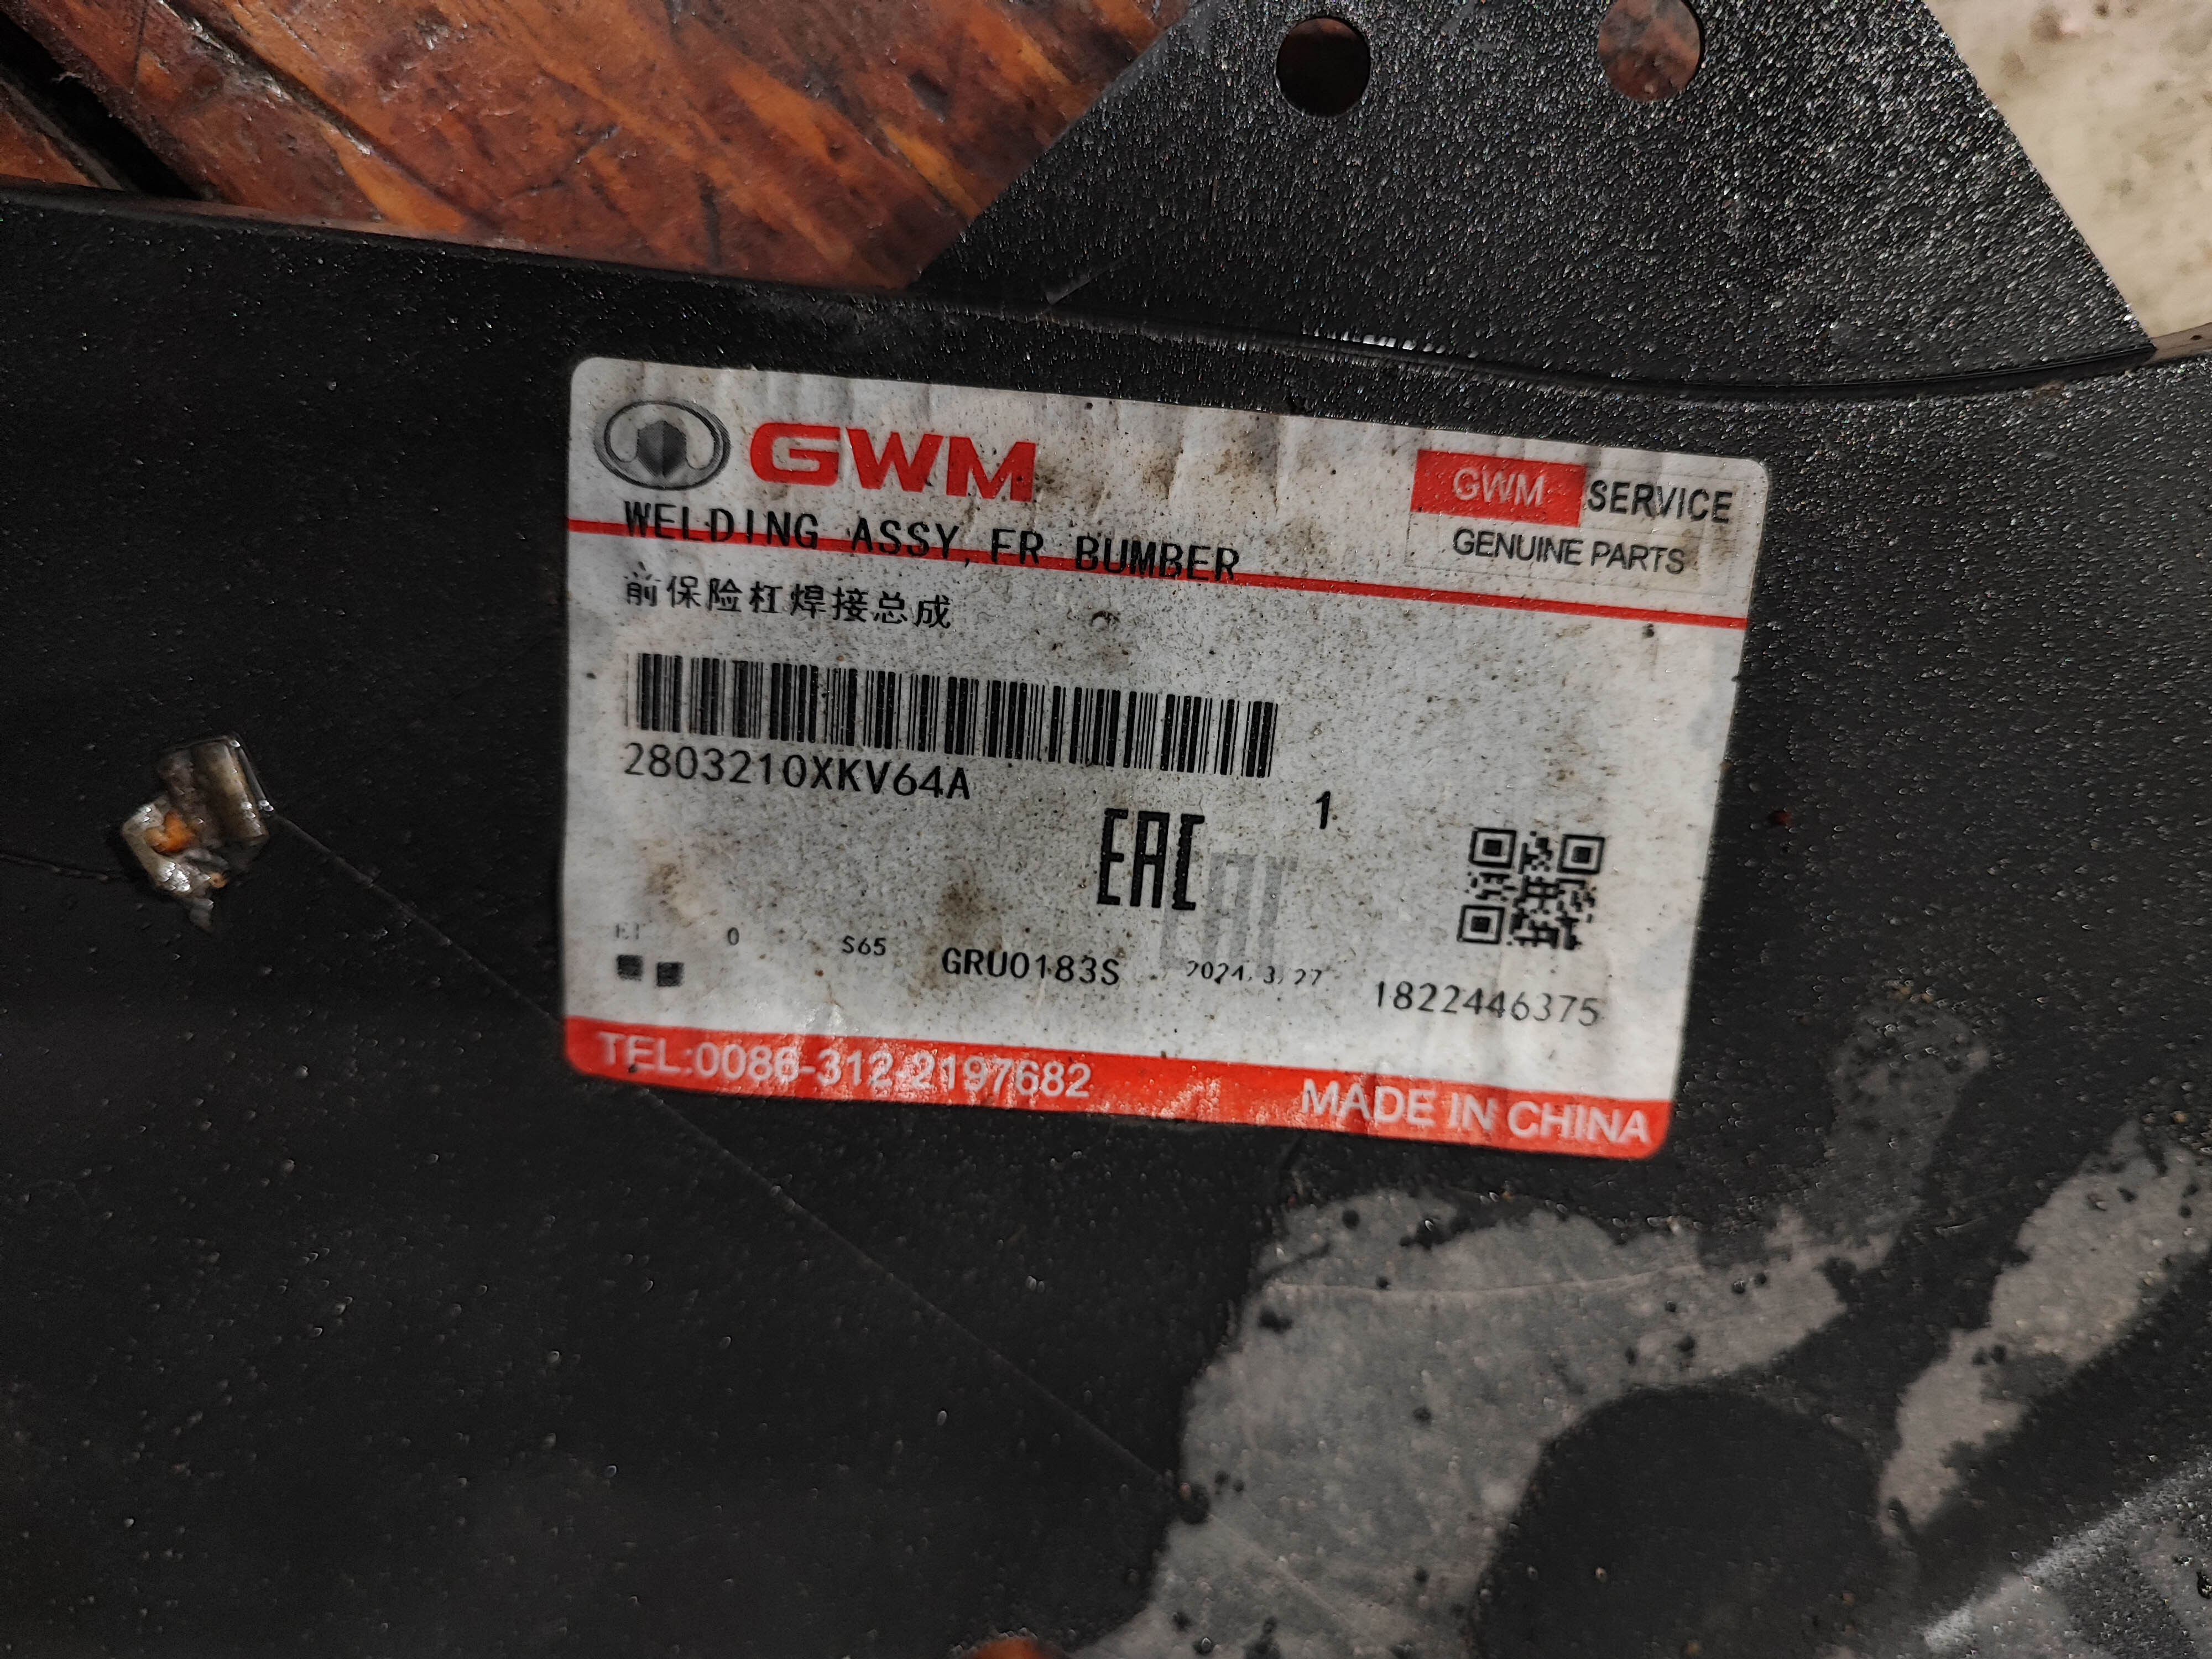 GWM
GWM SERVICE
GENUINE PARTS
WELDING ASSY,FR BUMBER
前保险杠焊接总成
2803210XKV64A
1
EAC
0 S65 GRU0183S 2024.3.27 1822446375
TEL:0086-312-2197682 MADE IN CHINA